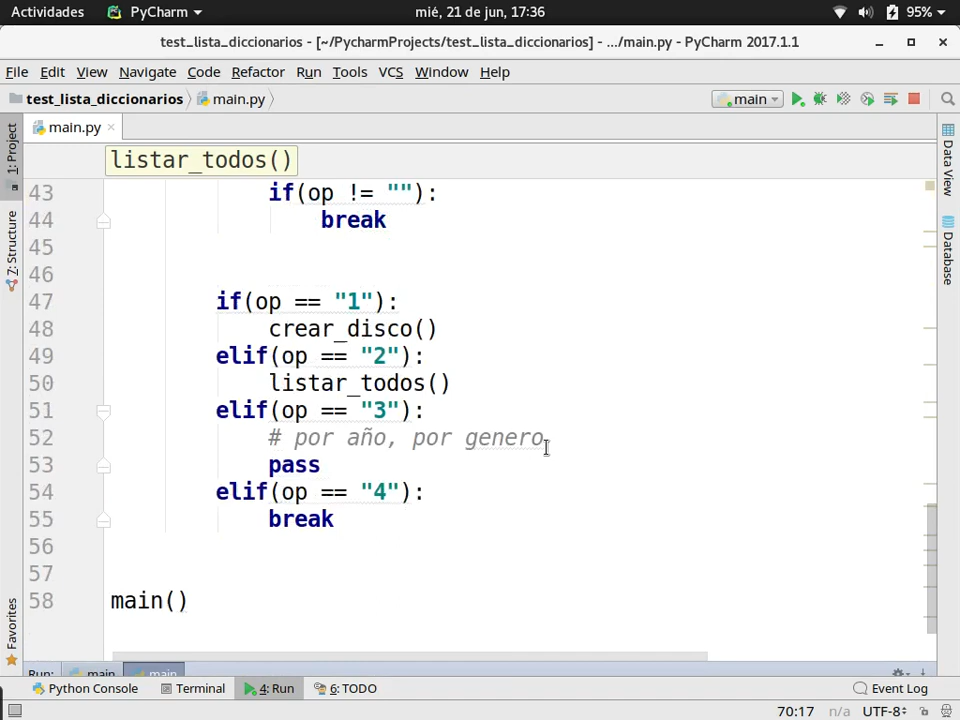 Actividades PyCharm mié, 21 de jun, 17:36 95%
test_lista_diccionarios - [~/PycharmProjects/test_lista_diccionarios] - .../main.py - PyCharm 2017.1.1
File Edit View Navigate Code Refactor Run Tools VCS Window Help
test_lista_diccionarios main.py main
main.py
1: Project
7: Structure
Favorites
Data View
Database
listar_todos()
43 if(op != ""):
44 break
45
46
47 if(op == "1"):
48 crear_disco()
49 elif(op == "2"):
50 listar_todos()
51 elif(op == "3"):
52 # por año, por genero
53 pass
54 elif(op == "4"):
55 break
56
57
58 main()
Run: main main
Python Console Terminal 4: Run 6: TODO Event Log
70:17 n/a UTF-8